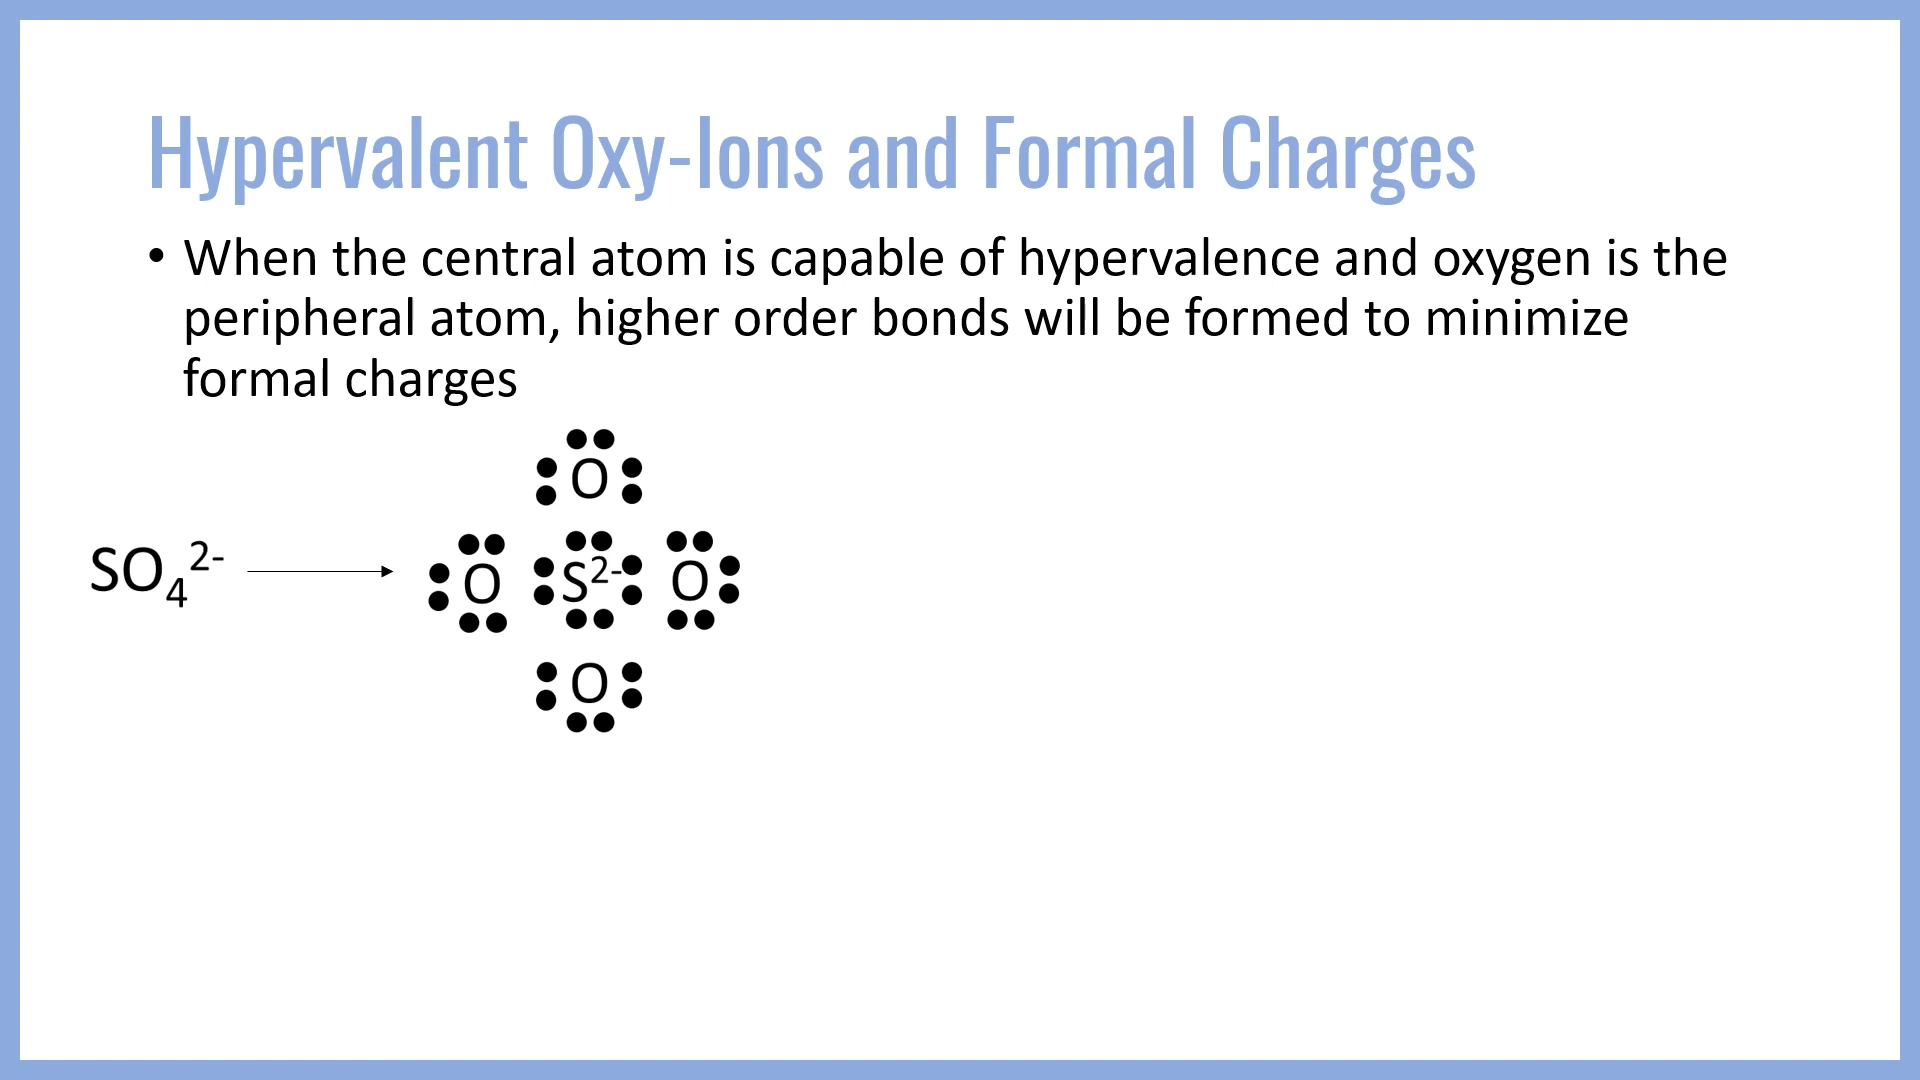 Hypervalent Oxy-Ions and Formal Charges
• When the central atom is capable of hypervalence and oxygen is the
peripheral atom, higher order bonds will be formed to minimize
formal charges
O
SO₄²⁻
O S²⁻ O
O